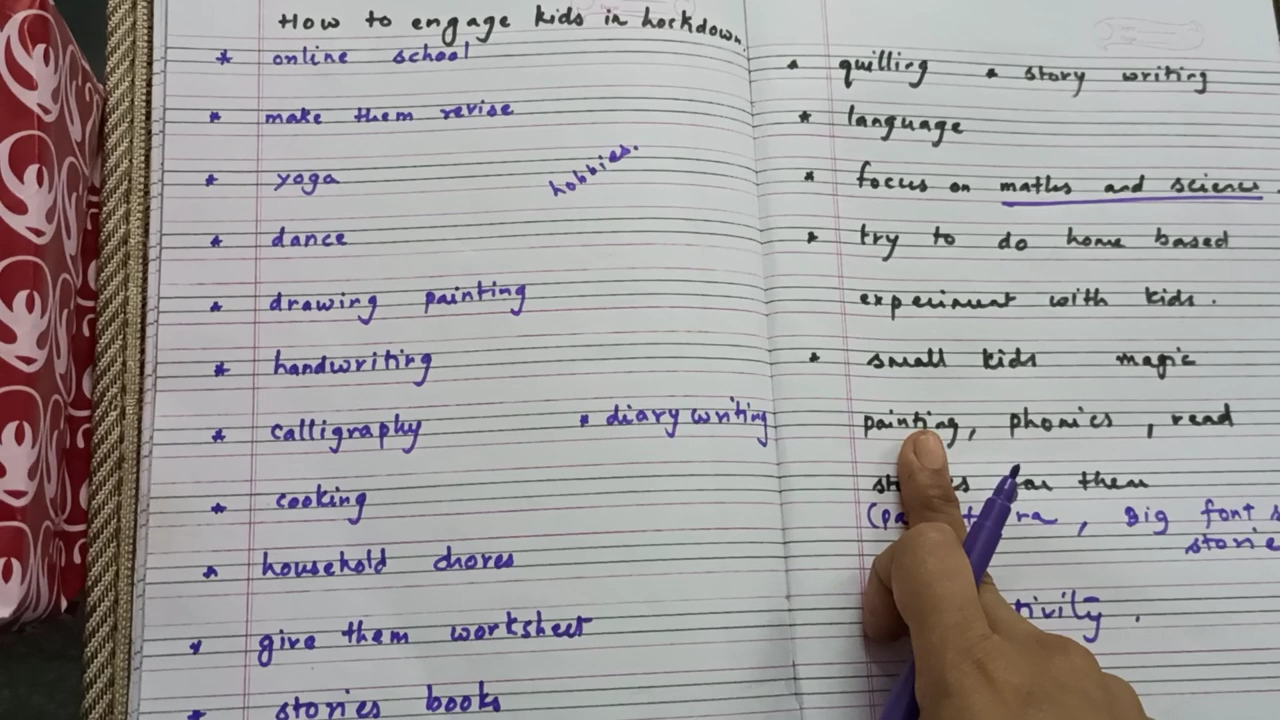 How to engage kids in lockdown.
* online school
* make them revise
* yoga
hobbies.
* dance
* drawing painting
* handwriting
* calligraphy * diary writing
* cooking
* household chores
* give them worksheet
* stories books
* quilling * story writing
* language
* focus on maths and science.
* try to do home based
experiment with kids.
* small kids magic
painting, phonics, read
them
, Big font